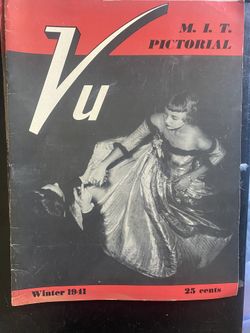 Vu
M. I. T.
PICTORIAL
Winter 1941
25 cents